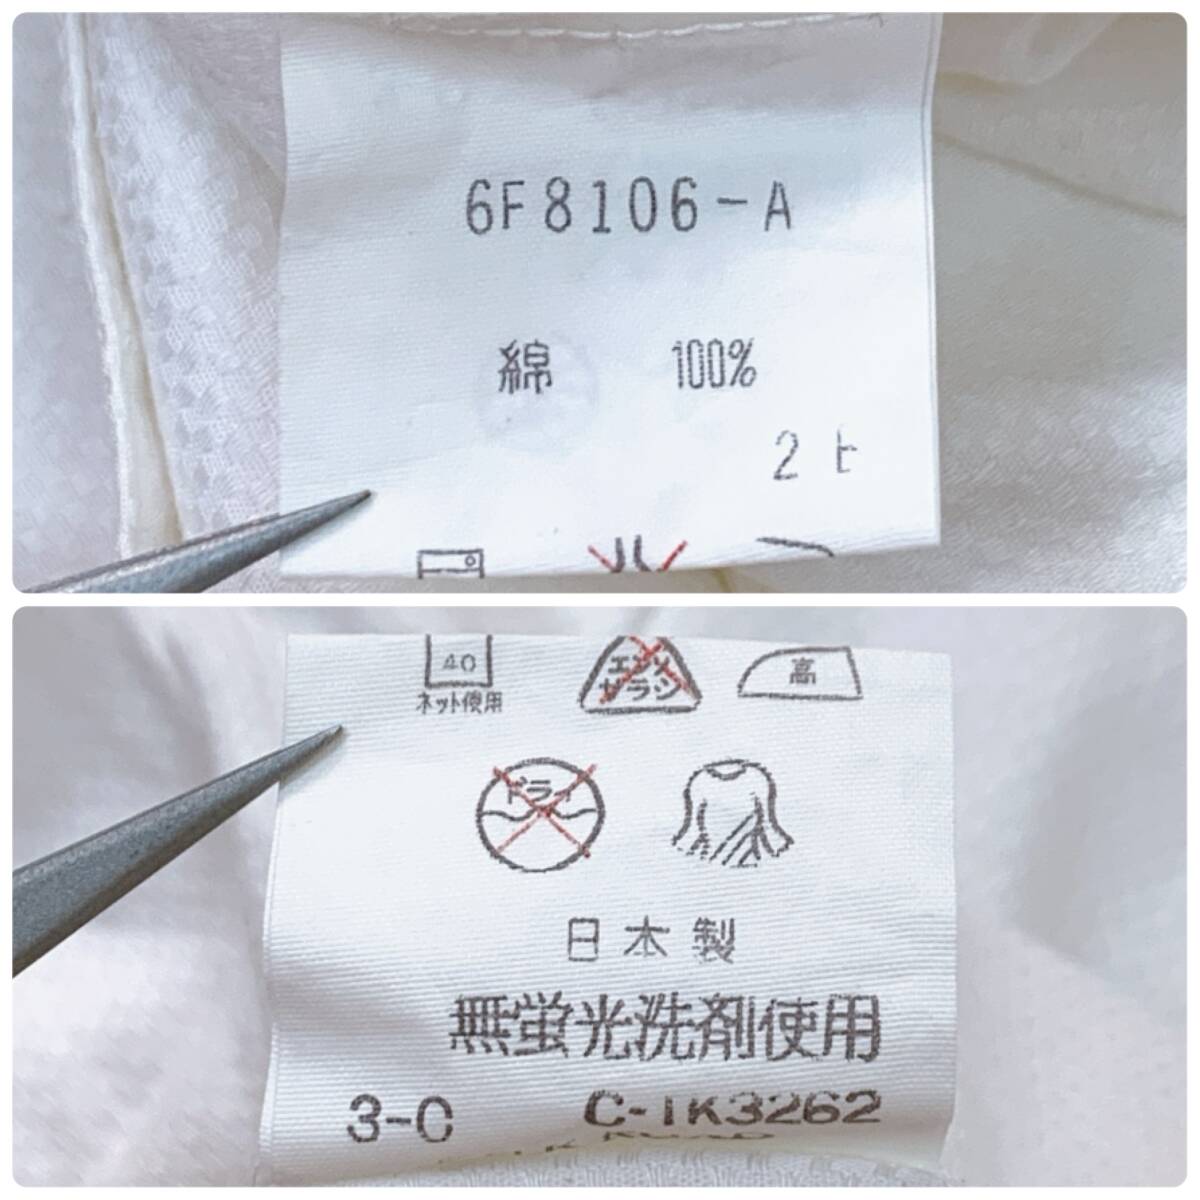 6F8106-A
綿 100%
2ﾋ
40
ネット使用
エンソ
サラシ
高
ドライ
日本製
無蛍光洗剤使用
3-C C-1K3262